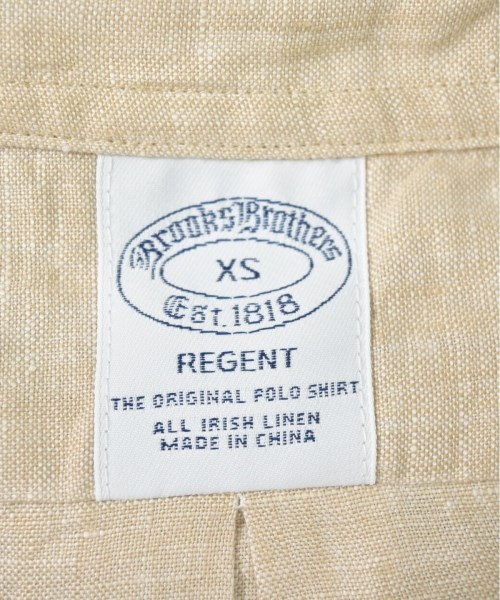 Brooks Brothers
XS
Est. 1818
REGENT
THE ORIGINAL POLO SHIRT
ALL IRISH LINEN
MADE IN CHINA